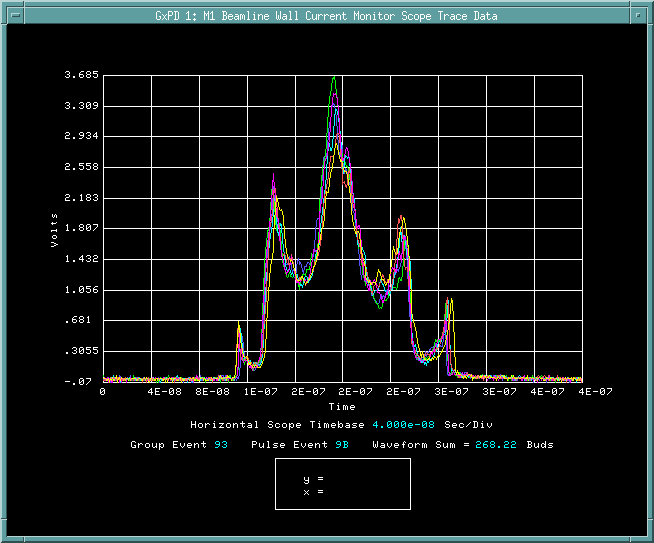 GxPD 1: M1 Beamline Wall Current Monitor Scope Trace Data
3.685
3.309
2.934
2.558
2.183
1.807
1.432
1.056
.681
.3055
-.07
Volts
0 4E-08 8E-08 1E-07 2E-07 2E-07 2E-07 3E-07 3E-07 4E-07 4E-07
Time
Horizontal Scope Timebase 4.000e-08 Sec/Div
Group Event 93 Pulse Event 9B Waveform Sum = 268.22 Buds
y =
x =